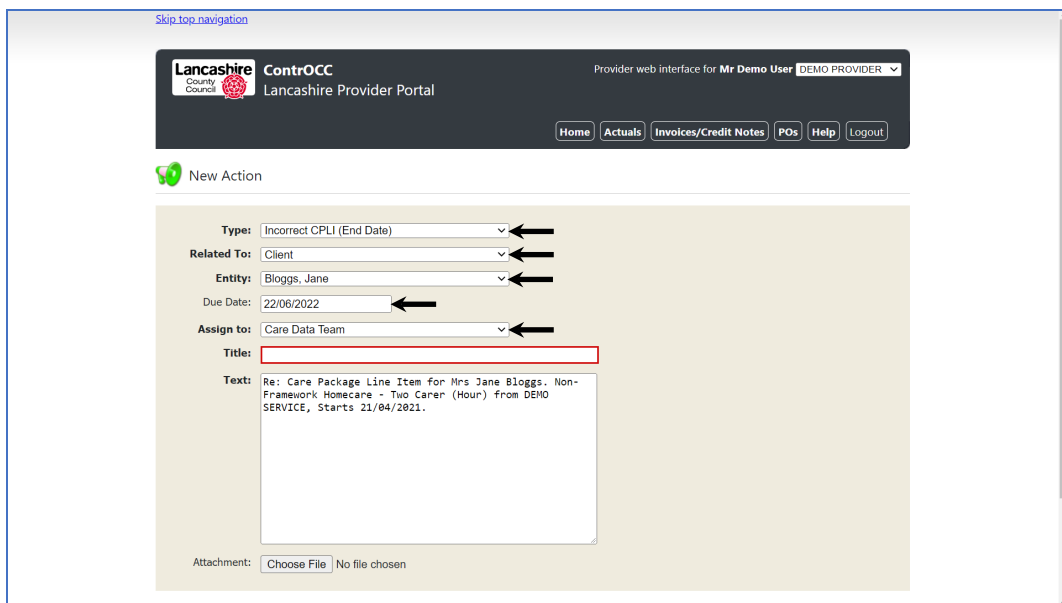 Skip top navigation
Lancashire
County
Council
ContrOCC
Lancashire Provider Portal
Provider web interface for Mr Demo User DEMO PROVIDER
Home Actuals Invoices/Credit Notes POs Help Logout
New Action
Type: Incorrect CPLI (End Date)
Related To: Client
Entity: Bloggs, Jane
Due Date: 22/06/2022
Assign to: Care Data Team
Title:
Text: Re: Care Package Line Item for Mrs Jane Bloggs. Non-
Framework Homecare - Two Carer (Hour) from DEMO
SERVICE, Starts 21/04/2021.
Attachment: Choose File No file chosen